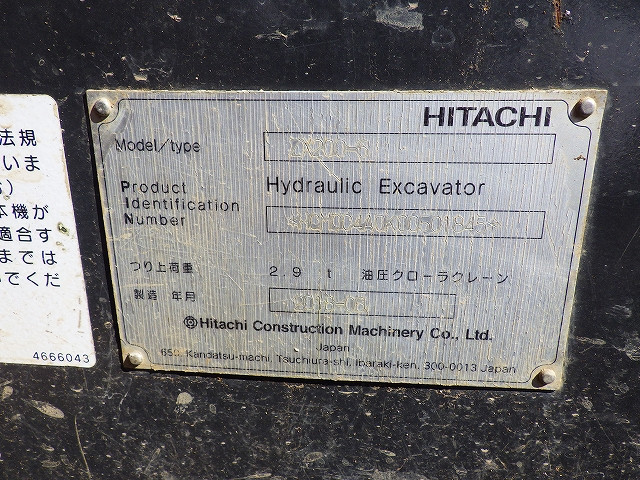 法規
いま
本機が
適合す
までは
でくだ
4666043
HITACHI
Model/type
Product Identification Number
Hydraulic Excavator
つり上荷重 2.9 t 油圧クローラクレーン
製造 年月
Hitachi Construction Machinery Co., Ltd.
Japan
650, Kandatsu-machi, Tsuchiura-shi, Ibaraki-ken, 300-0013 Japan